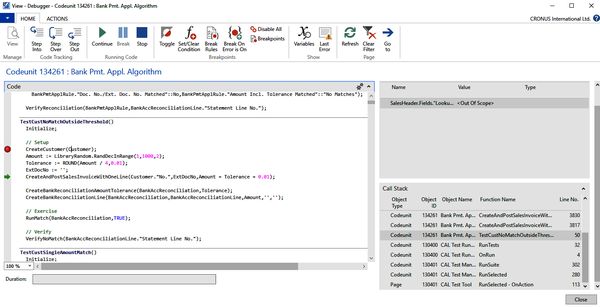 View - Debugger - Codeunit 134261 : Bank Pmt. Appl. Algorithm
CRONUS International Ltd.
HOME
ACTIONS
View
Step Into
Step Over
Step Out
Continue
Break
Stop
Toggle
Set/Clear Condition
Break Rules
Break On Error is On
Disable All
Breakpoints
Variables
Last Error
Refresh
Clear Filter
Go to
Manage
Code Tracking
Running Code
Breakpoints
Show
Page
Codeunit 134261 : Bank Pmt. Appl. Algorithm
Code
BankPmtApplRule."Doc. No./Ext. Doc. No. Matched"::No,BankPmtApplRule."Amount Incl. Tolerance Matched"::"No Matches");
VerifyReconciliation(BankPmtApplRule,BankAccReconciliationLine."Statement Line No.");
TestCustNoMatchOutsideThreshold()
Initialize;
// Setup
CreateCustomer(Customer);
Amount := LibraryRandom.RandDecInRange(1,1000,2);
Tolerance := ROUND(Amount / 4,0.01);
ExtDocNo := '';
CreateAndPostSalesInvoiceWithOneLine(Customer."No.",ExtDocNo,Amount + Tolerance + 0.01);
CreateBankReconciliationAmountTolerance(BankAccReconciliation,Tolerance);
CreateBankReconciliationLine(BankAccReconciliation,BankAccReconciliationLine,Amount,'','');
// Exercise
RunMatch(BankAccReconciliation,TRUE);
// Verify
VerifyNoMatch(BankAccReconciliation."Statement Line No.");
TestCustSingleAmountMatch()
Initialize;
100 %
Duration:
Name Value Type
SalesHeader.Fields."Looku... <Out Of Scope>
Call Stack
Object Type Object ID Object Name Function Name Line No.
Codeunit 134261 Bank Pmt. Ap... CreateAndPostSalesInvoiceWit... 3830
Codeunit 134261 Bank Pmt. Ap... CreateAndPostSalesInvoiceWit... 3817
Codeunit 134261 Bank Pmt. Ap... TestCustNoMatchOutsideThres... 50
Codeunit 130400 CAL Test Run... RunTests 32
Codeunit 130400 CAL Test Run... OnRun 4
Codeunit 130401 CAL Test Man... RunSuite 302
Codeunit 130401 CAL Test Man... RunSelected 280
Page 130401 CAL Test Tool RunSelected - OnAction 113
Close